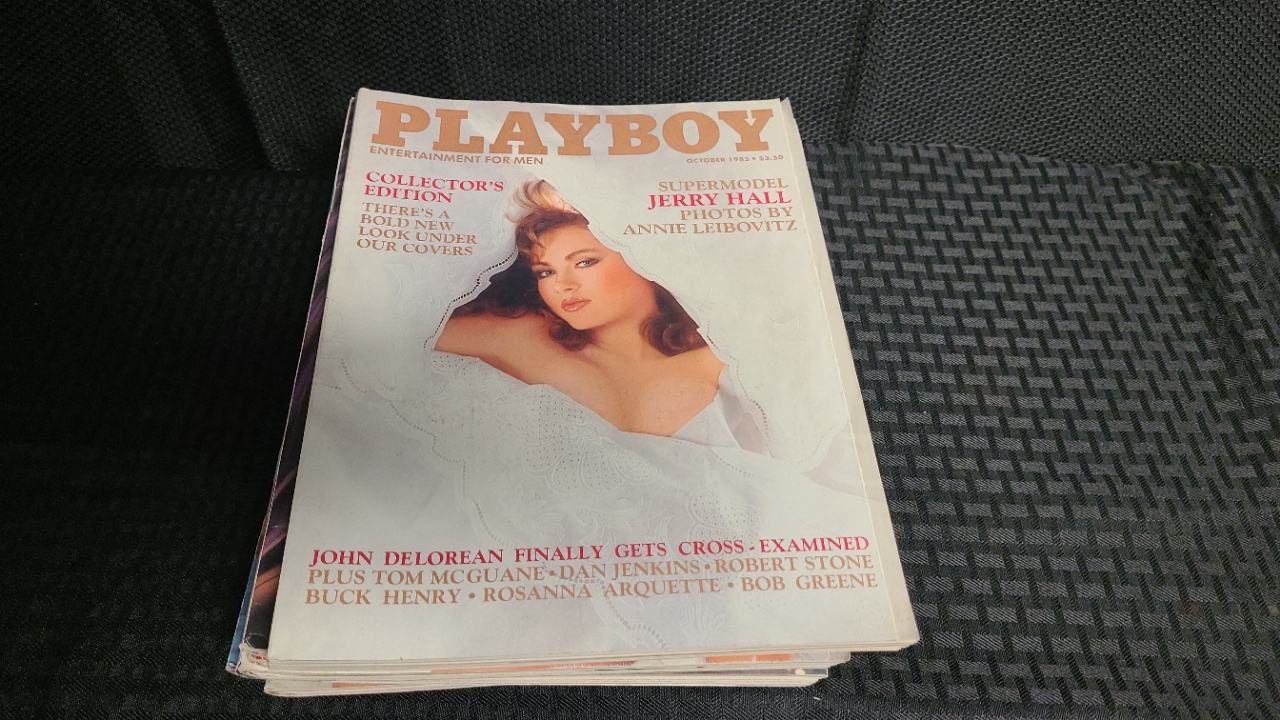 PLAYBOY
ENTERTAINMENT FOR MEN
OCTOBER 1985 • $3.50
COLLECTOR'S
EDITION
THERE'S A
BOLD NEW
LOOK UNDER
OUR COVERS
SUPERMODEL
JERRY HALL
PHOTOS BY
ANNIE LEIBOVITZ
JOHN DELOREAN FINALLY GETS CROSS-EXAMINED
PLUS TOM MCGUANE • DAN JENKINS • ROBERT STONE
BUCK HENRY • ROSANNA ARQUETTE • BOB GREENE